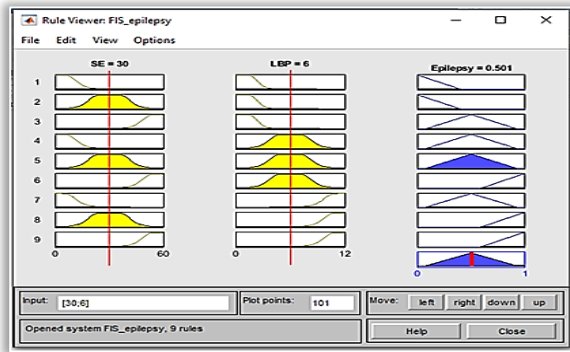 Rule Viewer: FIS_epilepsy
File Edit View Options
SE = 30 LBP = 6 Epilepsy = 0.501
1
2
3
4
5
6
7
8
9
0 60 0 12
0 1
Input: [30;6] Plot points: 101 Move: left right down up
Opened system FIS_epilepsy, 9 rules Help Close